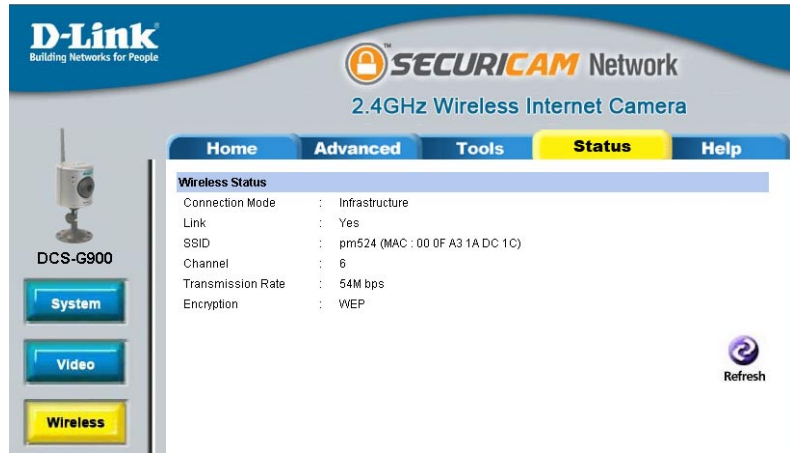 D-Link®
Building Networks for People
SECURICAM™ Network
2.4GHz Wireless Internet Camera
Home Advanced Tools Status Help
DCS-G900
System
Video
Wireless
Wireless Status
Connection Mode : Infrastructure
Link : Yes
SSID : pm524 (MAC : 00 0F A3 1A DC 1C)
Channel : 6
Transmission Rate : 54M bps
Encryption : WEP
Refresh